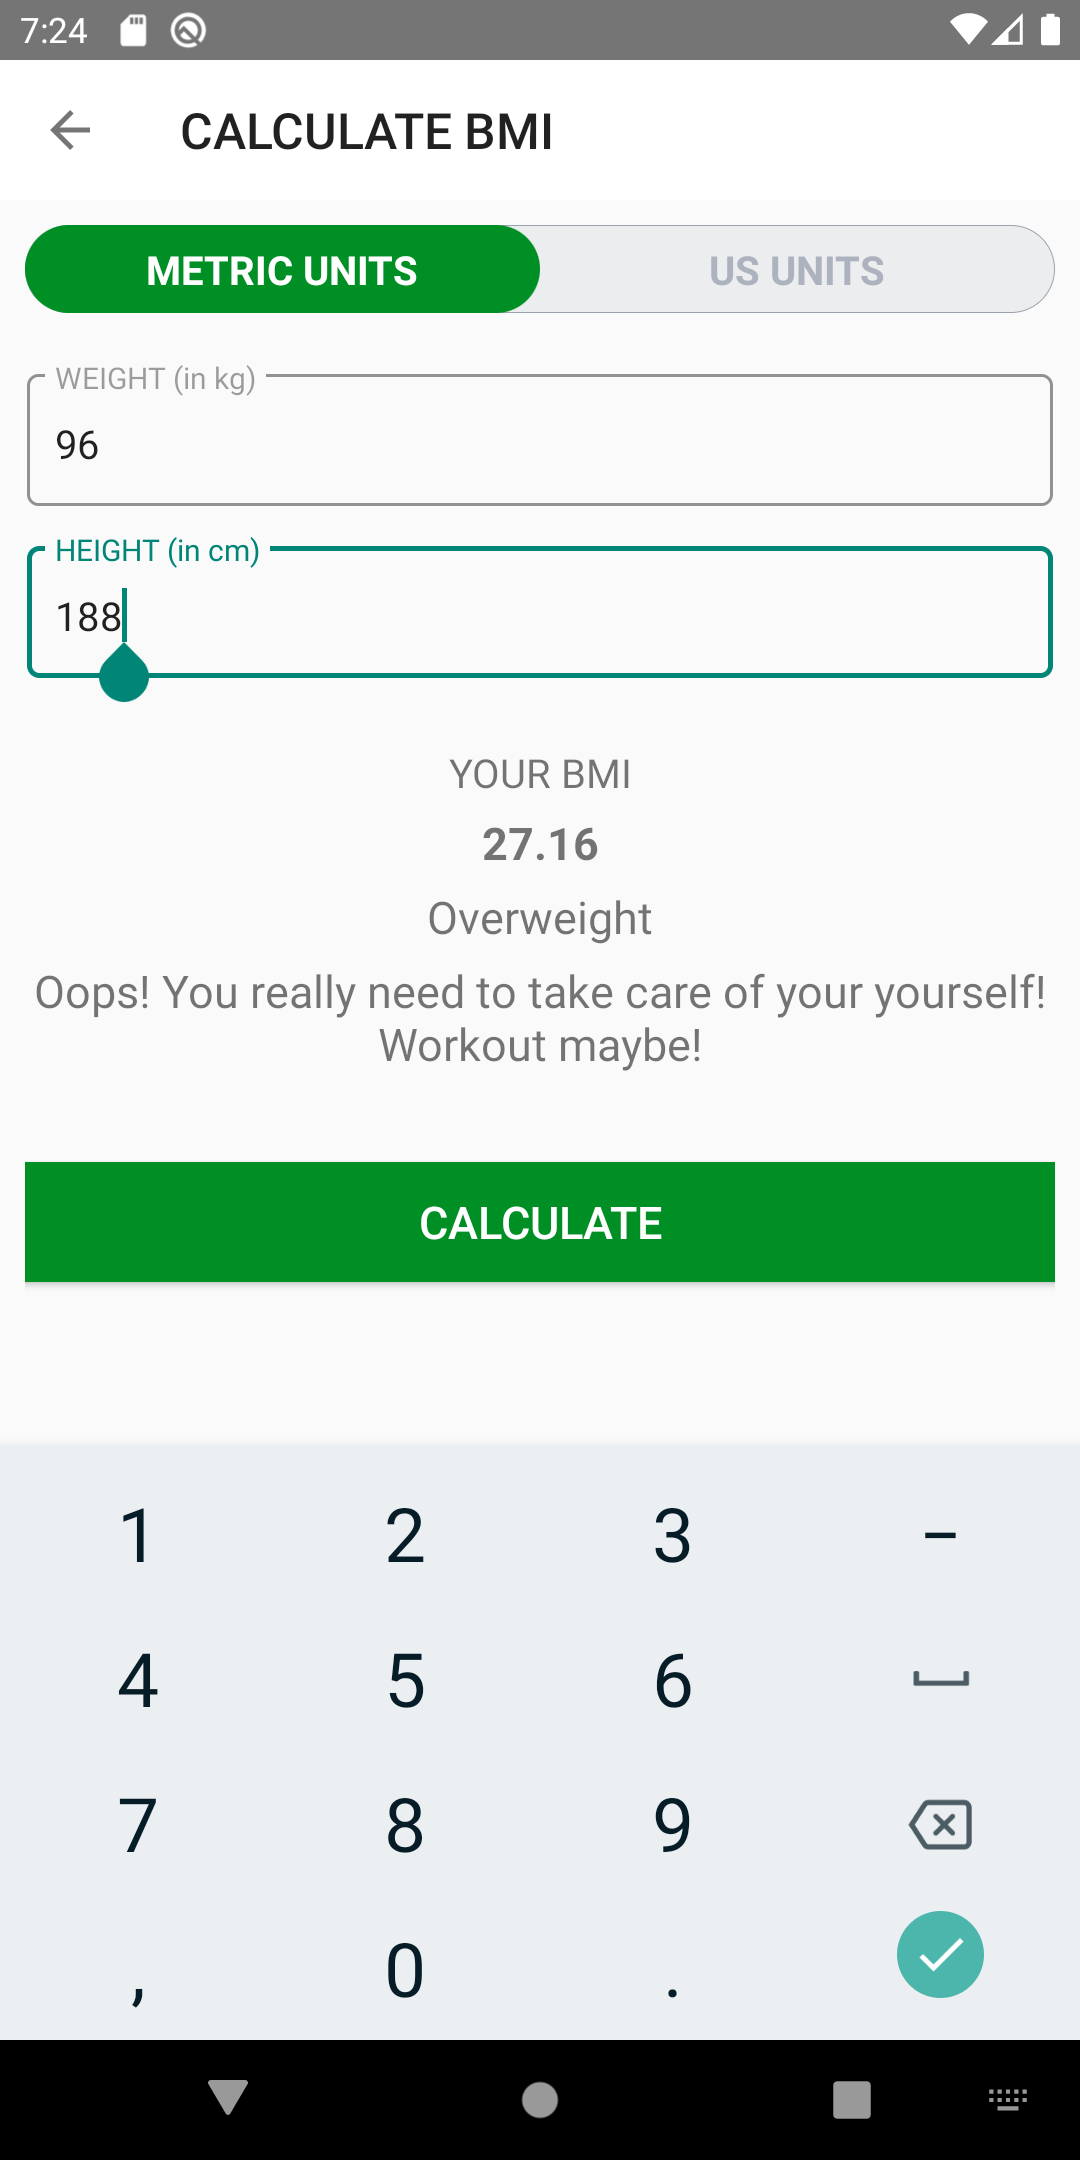 7:24
CALCULATE BMI
METRIC UNITS
US UNITS
WEIGHT (in kg)
96
HEIGHT (in cm)
188
YOUR BMI
27.16
Overweight
Oops! You really need to take care of your yourself!
Workout maybe!
CALCULATE
1 2 3 –
4 5 6
7 8 9
, 0 .